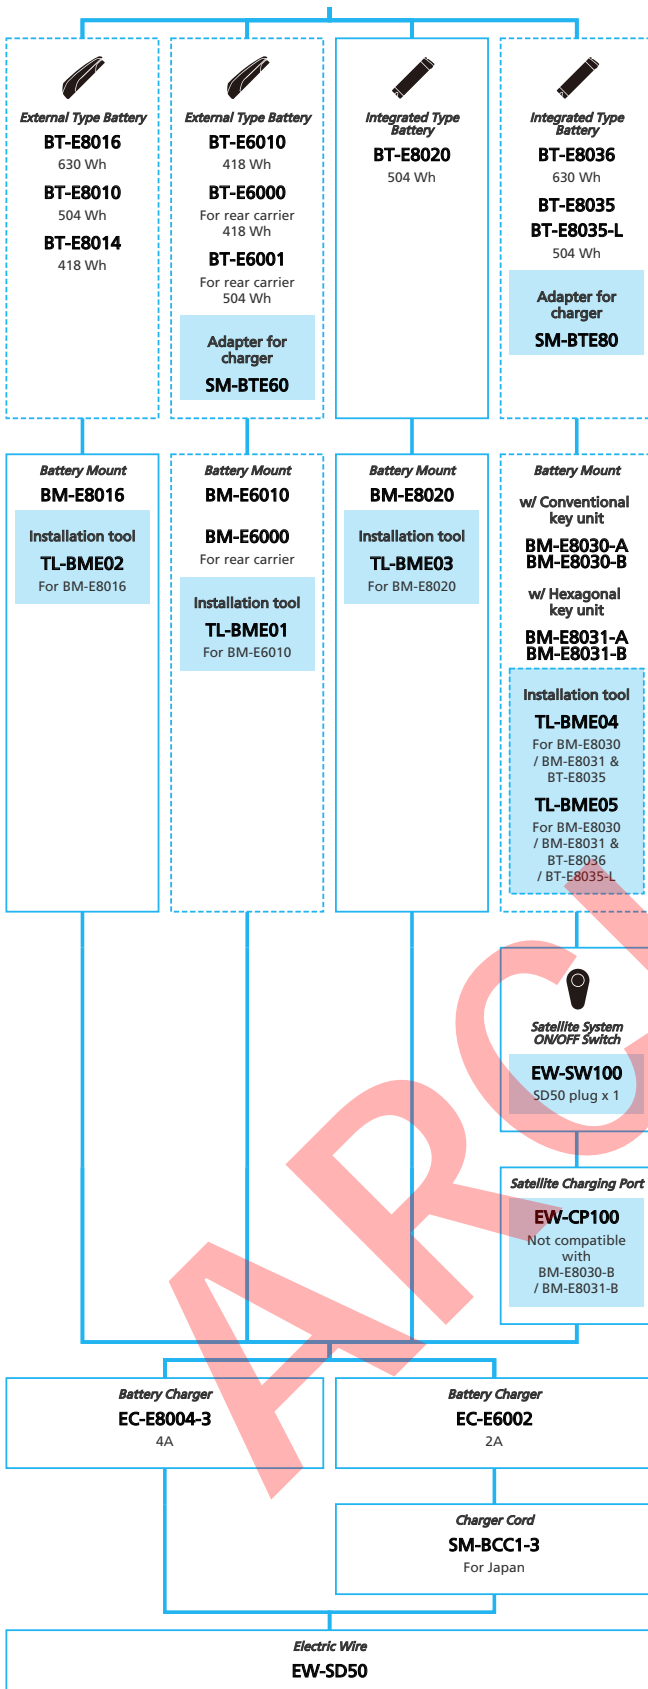 External Type Battery
BT-E8016
630 Wh
BT-E8010
504 Wh
BT-E8014
418 Wh
External Type Battery
BT-E6010
418 Wh
BT-E6000
For rear carrier
418 Wh
BT-E6001
For rear carrier
504 Wh
Adapter for
charger
SM-BTE60
Integrated Type
Battery
BT-E8020
504 Wh
Integrated Type
Battery
BT-E8036
630 Wh
BT-E8035
BT-E8035-L
504 Wh
Adapter for
charger
SM-BTE80
Battery Mount
BM-E8016
Installation tool
TL-BME02
For BM-E8016
Battery Mount
BM-E6010
BM-E6000
For rear carrier
Installation tool
TL-BME01
For BM-E6010
Battery Mount
BM-E8020
Installation tool
TL-BME03
For BM-E8020
Battery Mount
w/ Conventional
key unit
BM-E8030-A
BM-E8030-B
w/ Hexagonal
key unit
BM-E8031-A
BM-E8031-B
Installation tool
TL-BME04
For BM-E8030
/ BM-E8031 &
BT-E8035
TL-BME05
For BM-E8030
/ BM-E8031 &
BT-E8036
/ BT-E8035-L
Satellite System
ON/OFF Switch
EW-SW100
SD50 plug x 1
Satellite Charging Port
EW-CP100
Not compatible
with
BM-E8030-B
/ BM-E8031-B
Battery Charger
EC-E8004-3
4A
Battery Charger
EC-E6002
2A
Charger Cord
SM-BCC1-3
For Japan
Electric Wire
EW-SD50